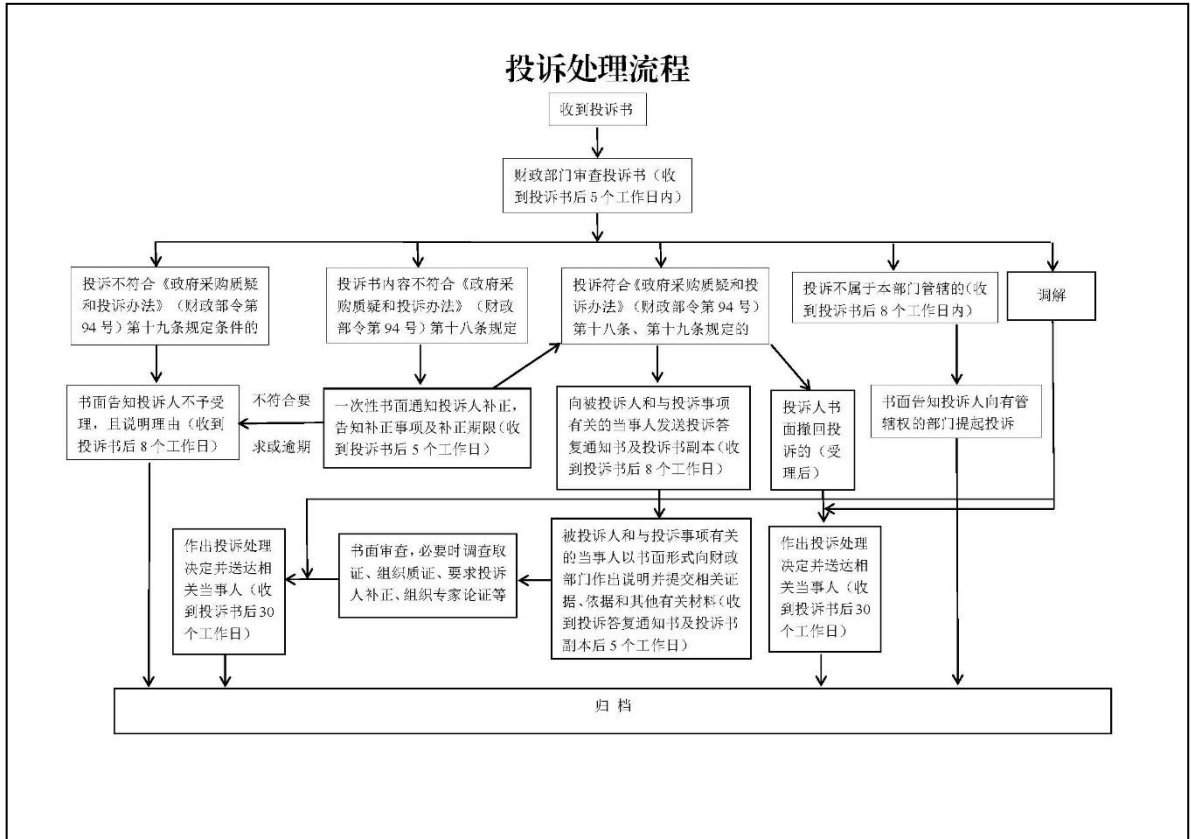 投诉处理流程
收到投诉书
财政部门审查投诉书（收
到投诉书后5个工作日内）
投诉不符合《政府采购质疑
和投诉办法》（财政部令第
94号）第十九条规定条件的
投诉书内容不符合《政府采
购质疑和投诉办法》（财政
部令第94号）第十八条规定
投诉符合《政府采购质疑和投
诉办法》（财政部令第94号）
第十八条、第十九条规定的
投诉不属于本部门管辖的（收
到投诉书后8个工作日内）
调解
书面告知投诉人不予受
理，且说明理由（收到
投诉书后8个工作日）
不符合要
求或逾期
一次性书面通知投诉人补正，
告知补正事项及补正期限（收
到投诉书后5个工作日）
向被投诉人和与投诉事项
有关的当事人发送投诉答
复通知书及投诉书副本（收
到投诉书后8个工作日）
投诉人书
面撤回投
诉的（受
理后）
书面告知投诉人向有管
辖权的部门提起投诉
作出投诉处理
决定并送达相
关当事人（收
到投诉书后30
个工作日）
书面审查，必要时调查取
证、组织质证、要求投诉
人补正、组织专家论证等
被投诉人和与投诉事项有关
的当事人以书面形式向财政
部门作出说明并提交相关证
据、依据和其他有关材料（收
到投诉答复通知书及投诉书
副本后5个工作日）
作出投诉处理
决定并送达相
关当事人（收
到投诉书后30
个工作日）
归 档